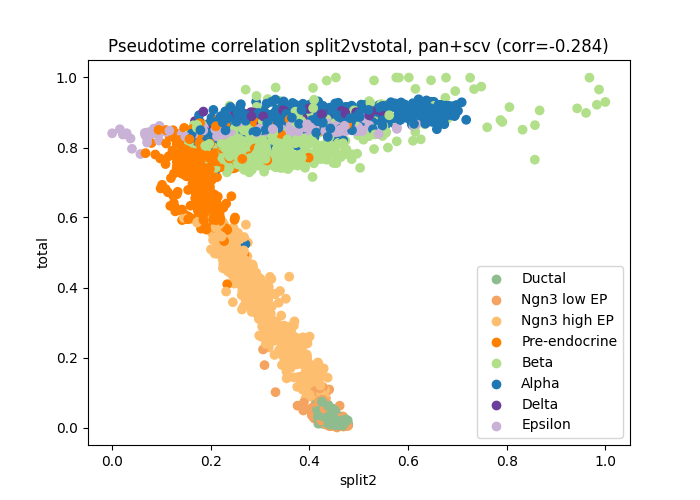 Pseudotime correlation split2vstotal, pan+scv (corr=-0.284)
1.0
0.8
0.6
0.4
0.2
0.0
total
0.0 0.2 0.4 0.6 0.8 1.0
split2
Ductal
Ngn3 low EP
Ngn3 high EP
Pre-endocrine
Beta
Alpha
Delta
Epsilon